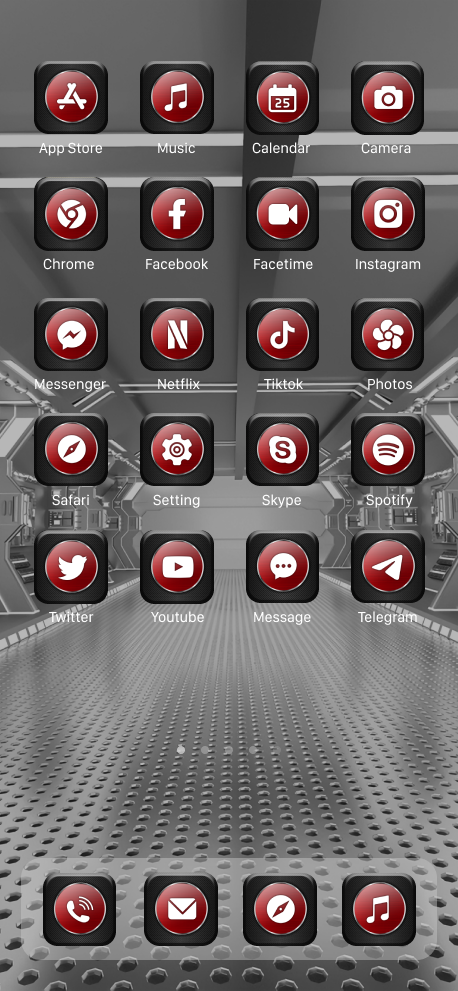 25
App Store Music Calendar Camera
Chrome Facebook Facetime Instagram
Messenger Netflix Tiktok Photos
Safari Setting Skype Spotify
Twitter Youtube Message Telegram